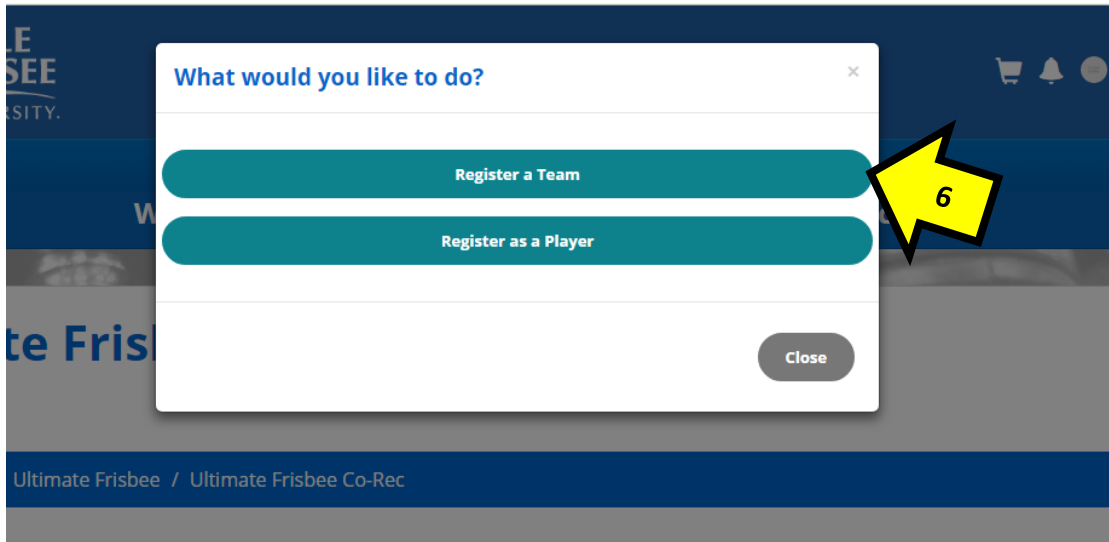 SEE
What would you like to do?
×
Register a Team
6
Register as a Player
Close
Ultimate Frisbee / Ultimate Frisbee Co-Rec